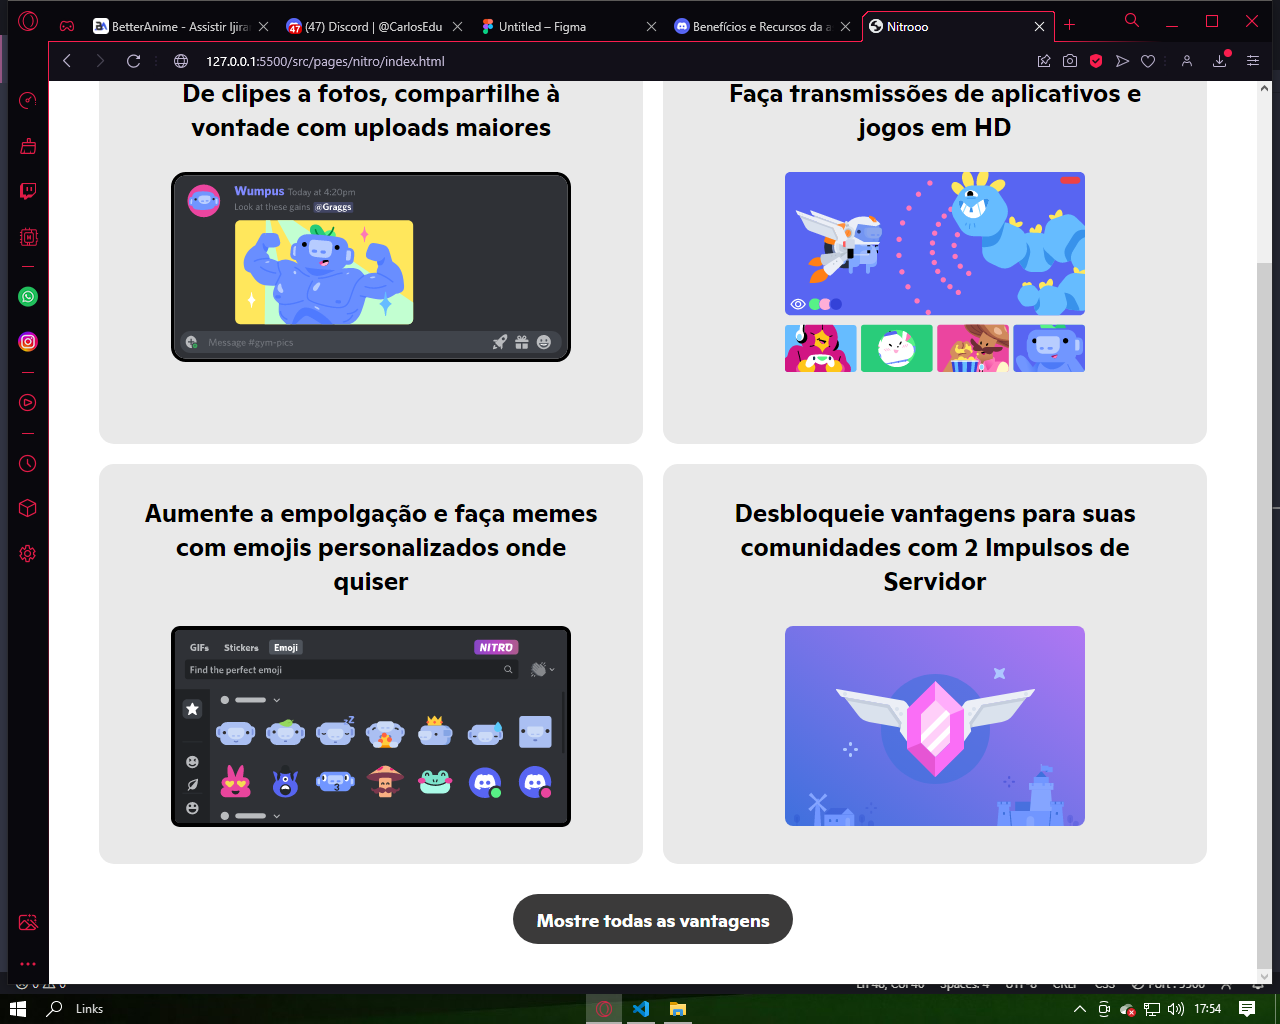 BetterAnime - Assistir Ijira
(47) Discord | @CarlosEdu
Untitled – Figma
Benefícios e Recursos da a
Nitrooo
127.0.0.1:5500/src/pages/nitro/index.html
De clipes a fotos, compartilhe à
vontade com uploads maiores
Wumpus Today at 4:20pm
Look at these gains @Graggs
Message #gym-pics
Faça transmissões de aplicativos e
jogos em HD
Aumente a empolgação e faça memes
com emojis personalizados onde
quiser
GIFs Stickers Emoji NITRO
Find the perfect emoji
Desbloqueie vantagens para suas
comunidades com 2 Impulsos de
Servidor
Mostre todas as vantagens
Links
17:54